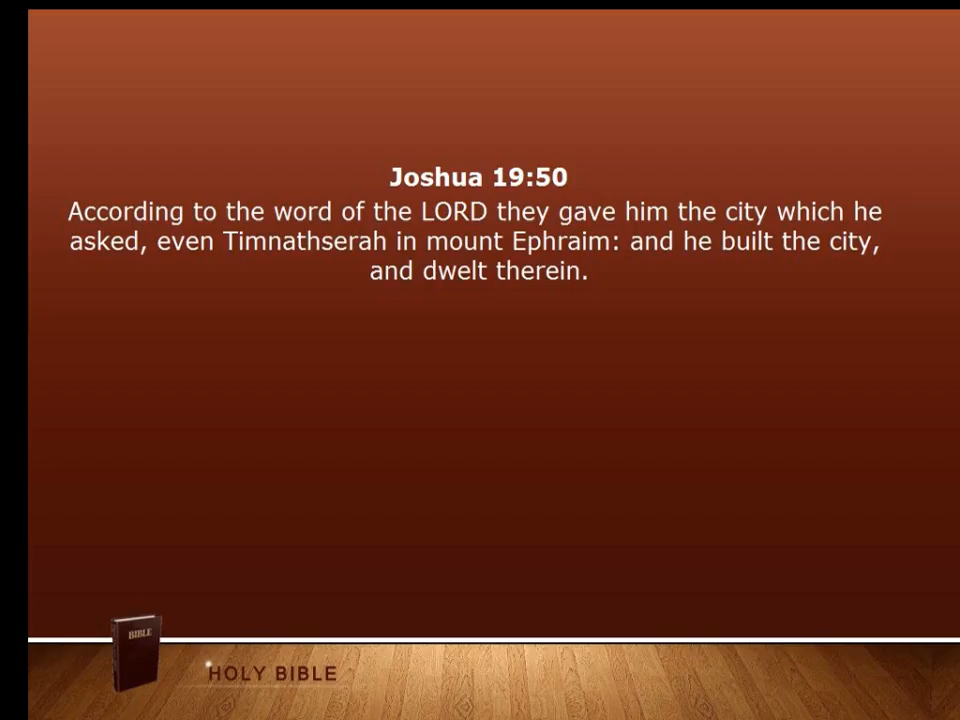 Joshua 19:50
According to the word of the LORD they gave him the city which he
asked, even Timnathserah in mount Ephraim: and he built the city,
and dwelt therein.
BIBLE
HOLY BIBLE